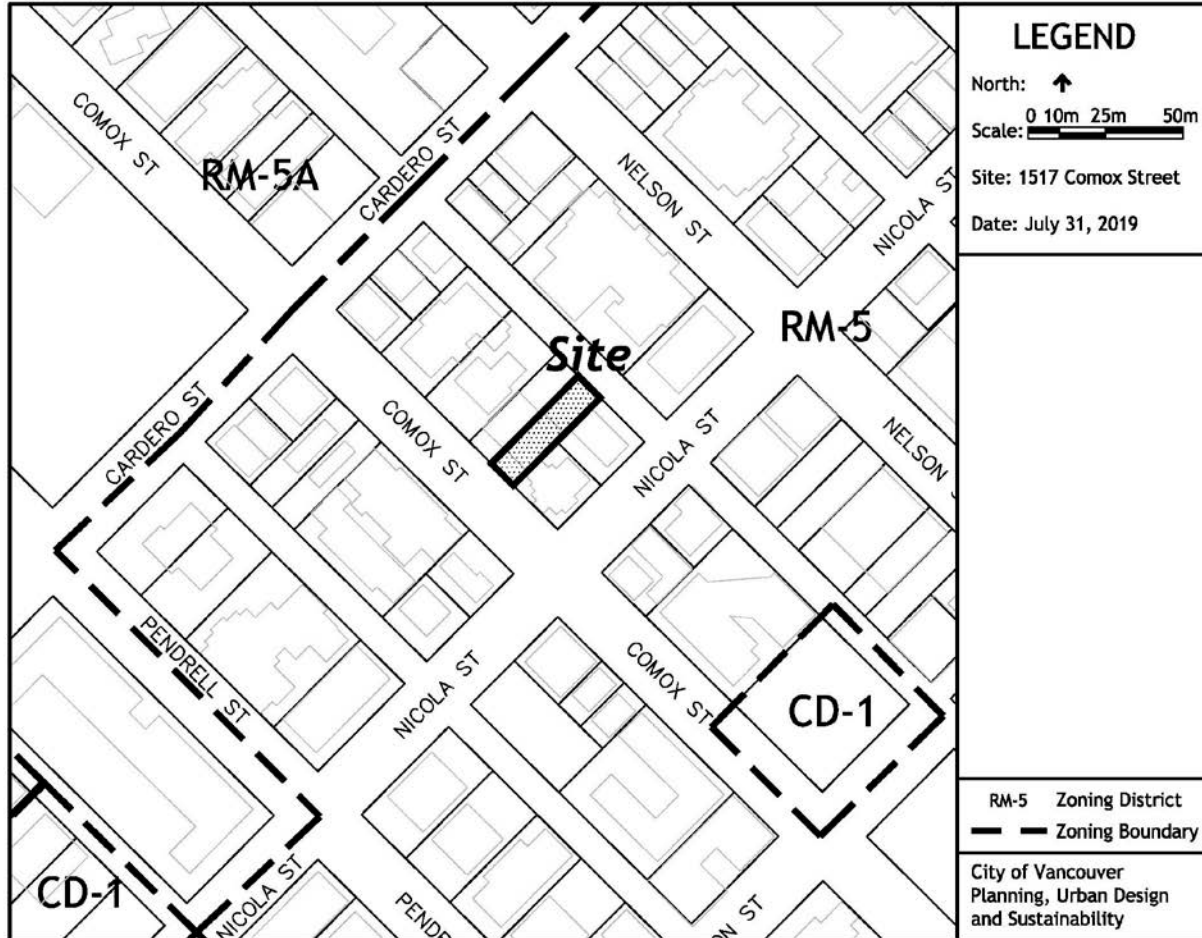 COMOX ST
RM-5A
CARDERO ST
NELSON ST
NICOLA ST
RM-5
Site
CARDERO ST
COMOX ST
NICOLA ST
NELSON
PENDRELL ST
NICOLA ST
COMOX ST
CD-1
CD-1
NICOLA ST
PENDR
ON ST
LEGEND
North:
0 10m 25m 50m
Scale:
Site: 1517 Comox Street
Date: July 31, 2019
RM-5 Zoning District
Zoning Boundary
City of Vancouver
Planning, Urban Design
and Sustainability